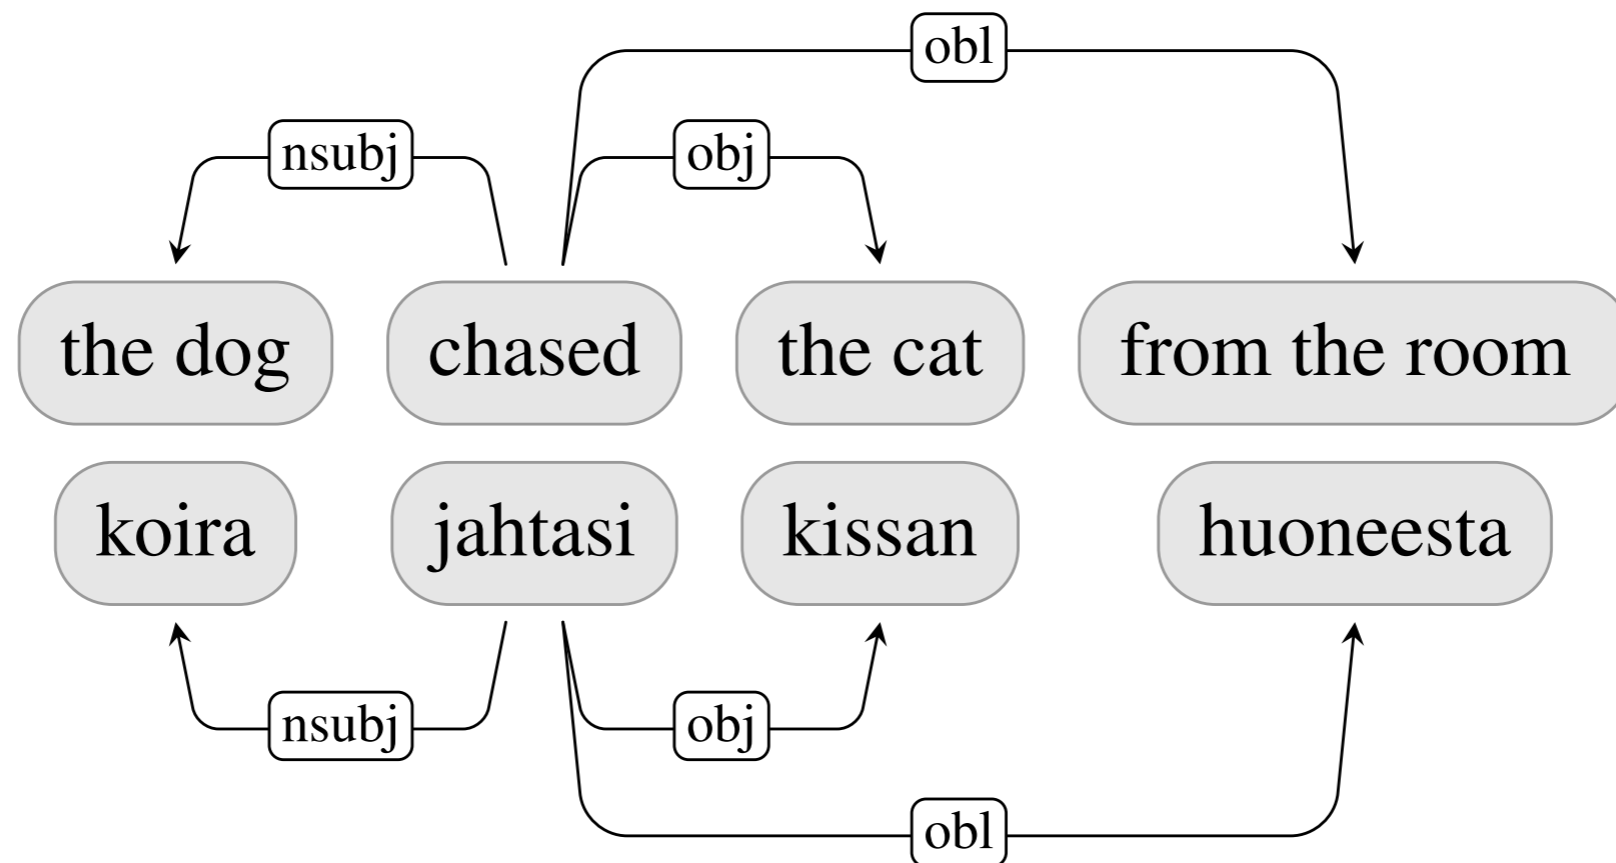 obl
nsubj obj
the dog chased the cat from the room
koira jahtasi kissan huoneesta
nsubj obj
obl